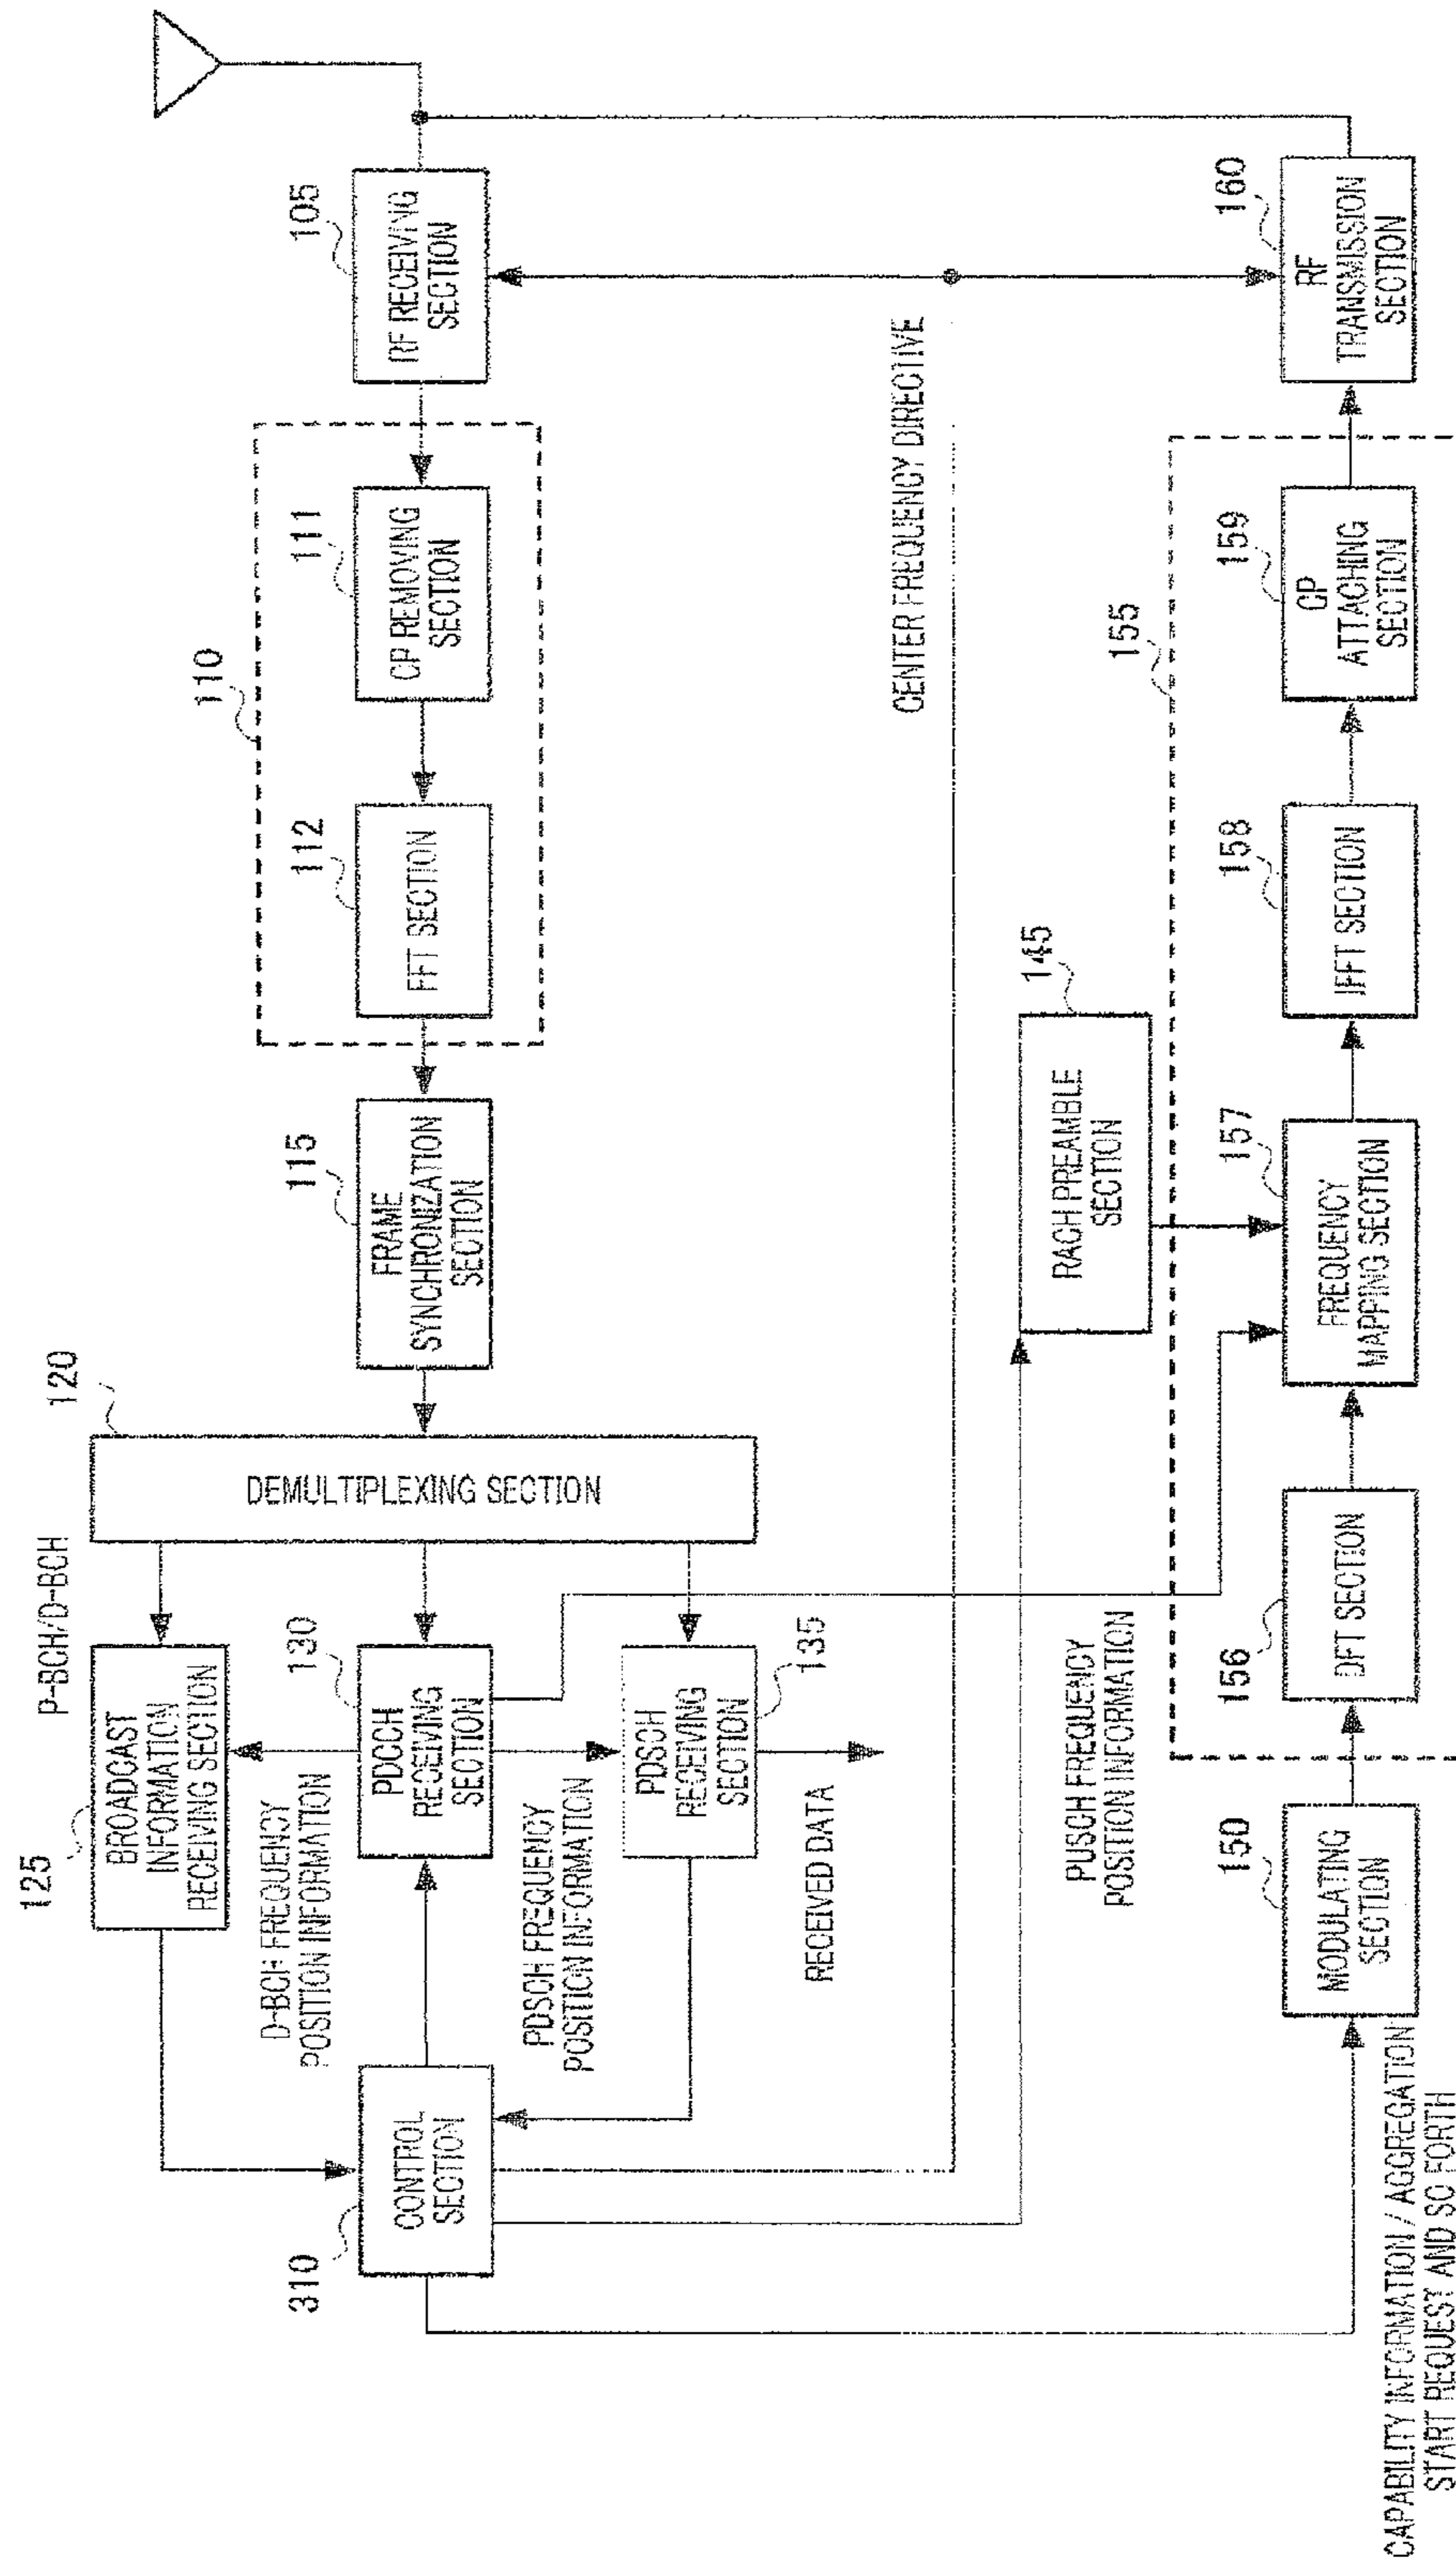 105
RF RECEIVING
SECTION
110
111
CP REMOVING
SECTION
112
FFT SECTION
115
FRAME
SYNCHRONIZATION
SECTION
120
DEMULTIPLEXING SECTION
P-BCH/D-BCH
125
BROADCAST
INFORMATION
RECEIVING SECTION
130
PDCCH
RECEIVING
SECTION
135
PDSCH
RECEIVING
SECTION
D-BCH FREQUENCY
POSITION INFORMATION
PDSCH FREQUENCY
POSITION INFORMATION
RECEIVED DATA
310
CONTROL
SECTION
CENTER FREQUENCY DIRECTIVE
145
RACH PREAMBLE
SECTION
PUSCH FREQUENCY
POSITION INFORMATION
CAPABILITY INFORMATION / AGGREGATION
START REQUEST AND SO FORTH
150
MODULATING
SECTION
155
156
DFT SECTION
157
FREQUENCY
MAPPING SECTION
158
IFFT SECTION
159
CP
ATTACHING
SECTION
160
RF
TRANSMISSION
SECTION